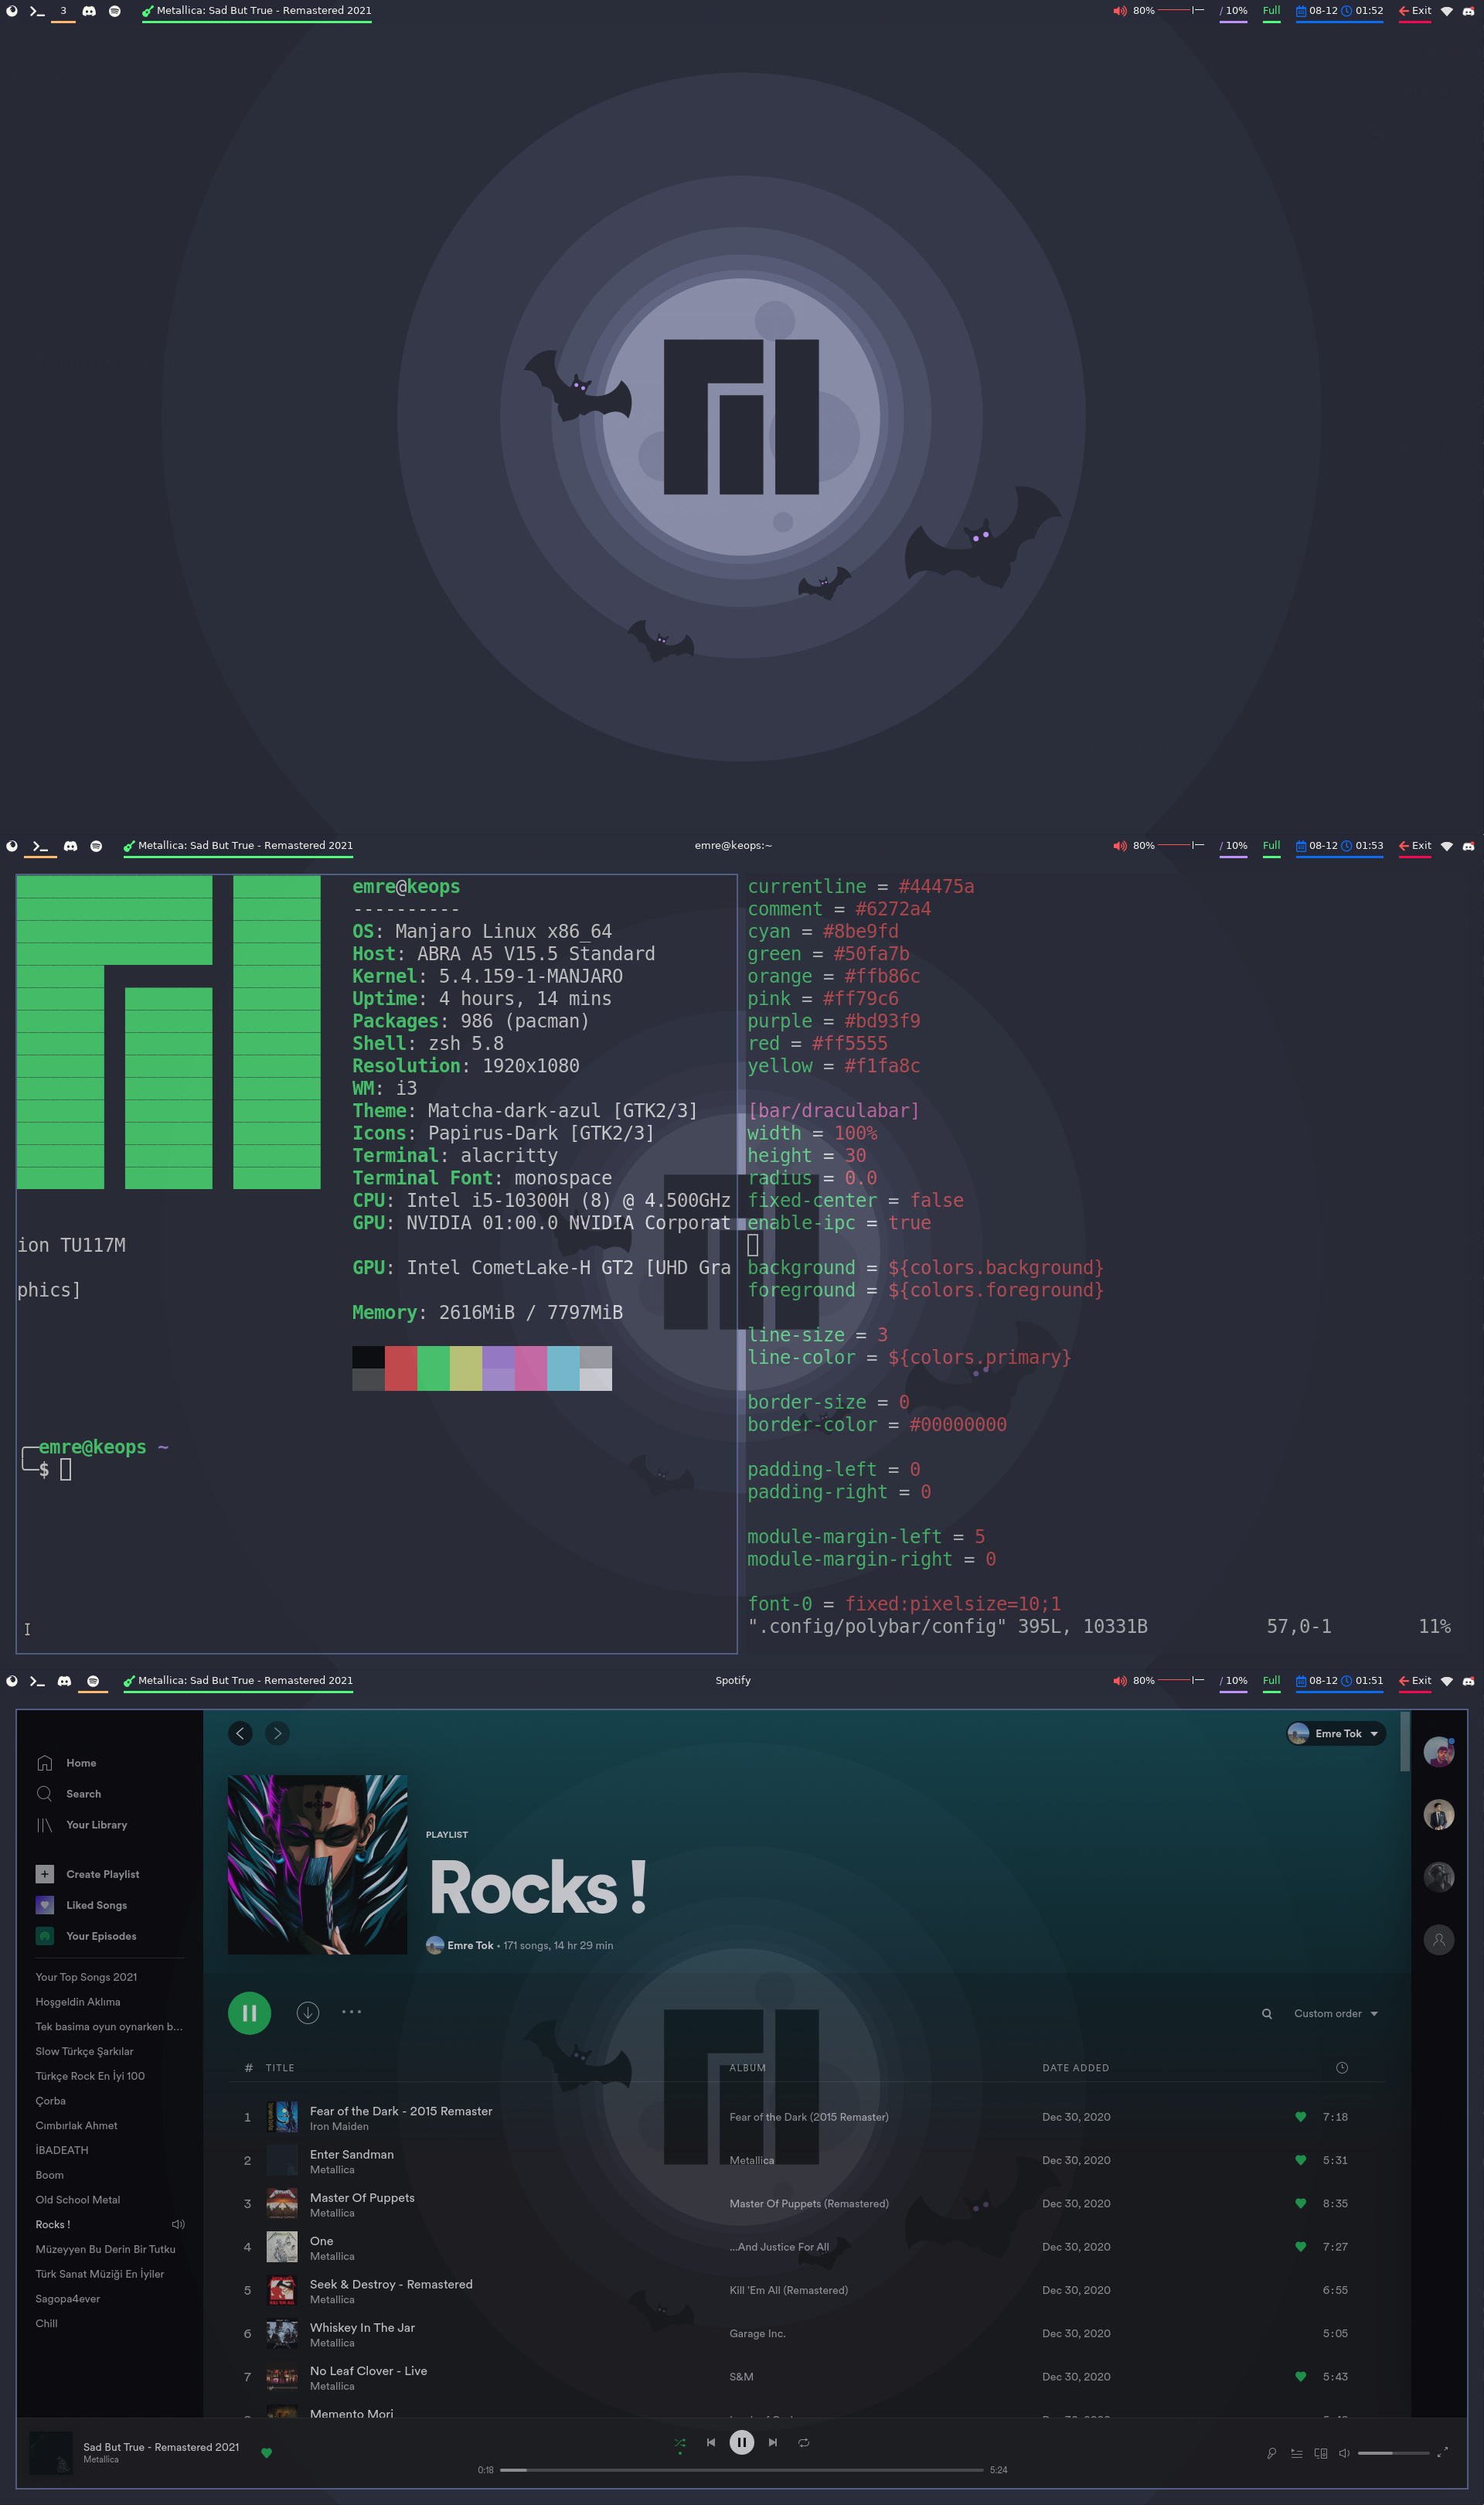 3 Metallica: Sad But True - Remastered 2021 80% / 10% Full 08-12 01:52 Exit
Metallica: Sad But True - Remastered 2021 emre@keops:~ 80% / 10% Full 08-12 01:53 Exit
emre@keops
----------
OS: Manjaro Linux x86_64
Host: ABRA A5 V15.5 Standard
Kernel: 5.4.159-1-MANJARO
Uptime: 4 hours, 14 mins
Packages: 986 (pacman)
Shell: zsh 5.8
Resolution: 1920x1080
WM: i3
Theme: Matcha-dark-azul [GTK2/3]
Icons: Papirus-Dark [GTK2/3]
Terminal: alacritty
Terminal Font: monospace
CPU: Intel i5-10300H (8) @ 4.500GHz
GPU: NVIDIA 01:00.0 NVIDIA Corporat
ion TU117M
GPU: Intel CometLake-H GT2 [UHD Gra
phics]
Memory: 2616MiB / 7797MiB
emre@keops ~
$
currentline = #44475a
comment = #6272a4
cyan = #8be9fd
green = #50fa7b
orange = #ffb86c
pink = #ff79c6
purple = #bd93f9
red = #ff5555
yellow = #f1fa8c
[bar/draculabar]
width = 100%
height = 30
radius = 0.0
fixed-center = false
enable-ipc = true
background = ${colors.background}
foreground = ${colors.foreground}
line-size = 3
line-color = ${colors.primary}
border-size = 0
border-color = #00000000
padding-left = 0
padding-right = 0
module-margin-left = 5
module-margin-right = 0
font-0 = fixed:pixelsize=10;1
".config/polybar/config" 395L, 10331B 57,0-1 11%
Metallica: Sad But True - Remastered 2021 Spotify 80% / 10% Full 08-12 01:51 Exit
Home
Search
Your Library
Create Playlist
Liked Songs
Your Episodes
Your Top Songs 2021
Hoşgeldin Aklıma
Tek basima oyun oynarken b...
Slow Türkçe Şarkılar
Türkçe Rock En İyi 100
Çorba
Cımbırlak Ahmet
İBADETH
Boom
Old School Metal
Rocks !
Müzeyyen Bu Derin Bir Tutku
Türk Sanat Müziği En İyiler
Sagopa4ever
Chill
Emre Tok
PLAYLIST
Rocks !
Emre Tok • 171 songs, 14 hr 29 min
Custom order
# TITLE ALBUM DATE ADDED
1 Fear of the Dark - 2015 Remaster Fear of the Dark (2015 Remaster) Dec 30, 2020 7:18
Iron Maiden
2 Enter Sandman Metallica Dec 30, 2020 5:31
Metallica
3 Master Of Puppets Master Of Puppets (Remastered) Dec 30, 2020 8:35
Metallica
4 One ...And Justice For All Dec 30, 2020 7:27
Metallica
5 Seek & Destroy - Remastered Kill 'Em All (Remastered) Dec 30, 2020 6:55
Metallica
6 Whiskey In The Jar Garage Inc. Dec 30, 2020 5:05
Metallica
7 No Leaf Clover - Live S&M Dec 30, 2020 5:43
Metallica
Memento Mori
Sad But True - Remastered 2021
Metallica
0:18 5:24